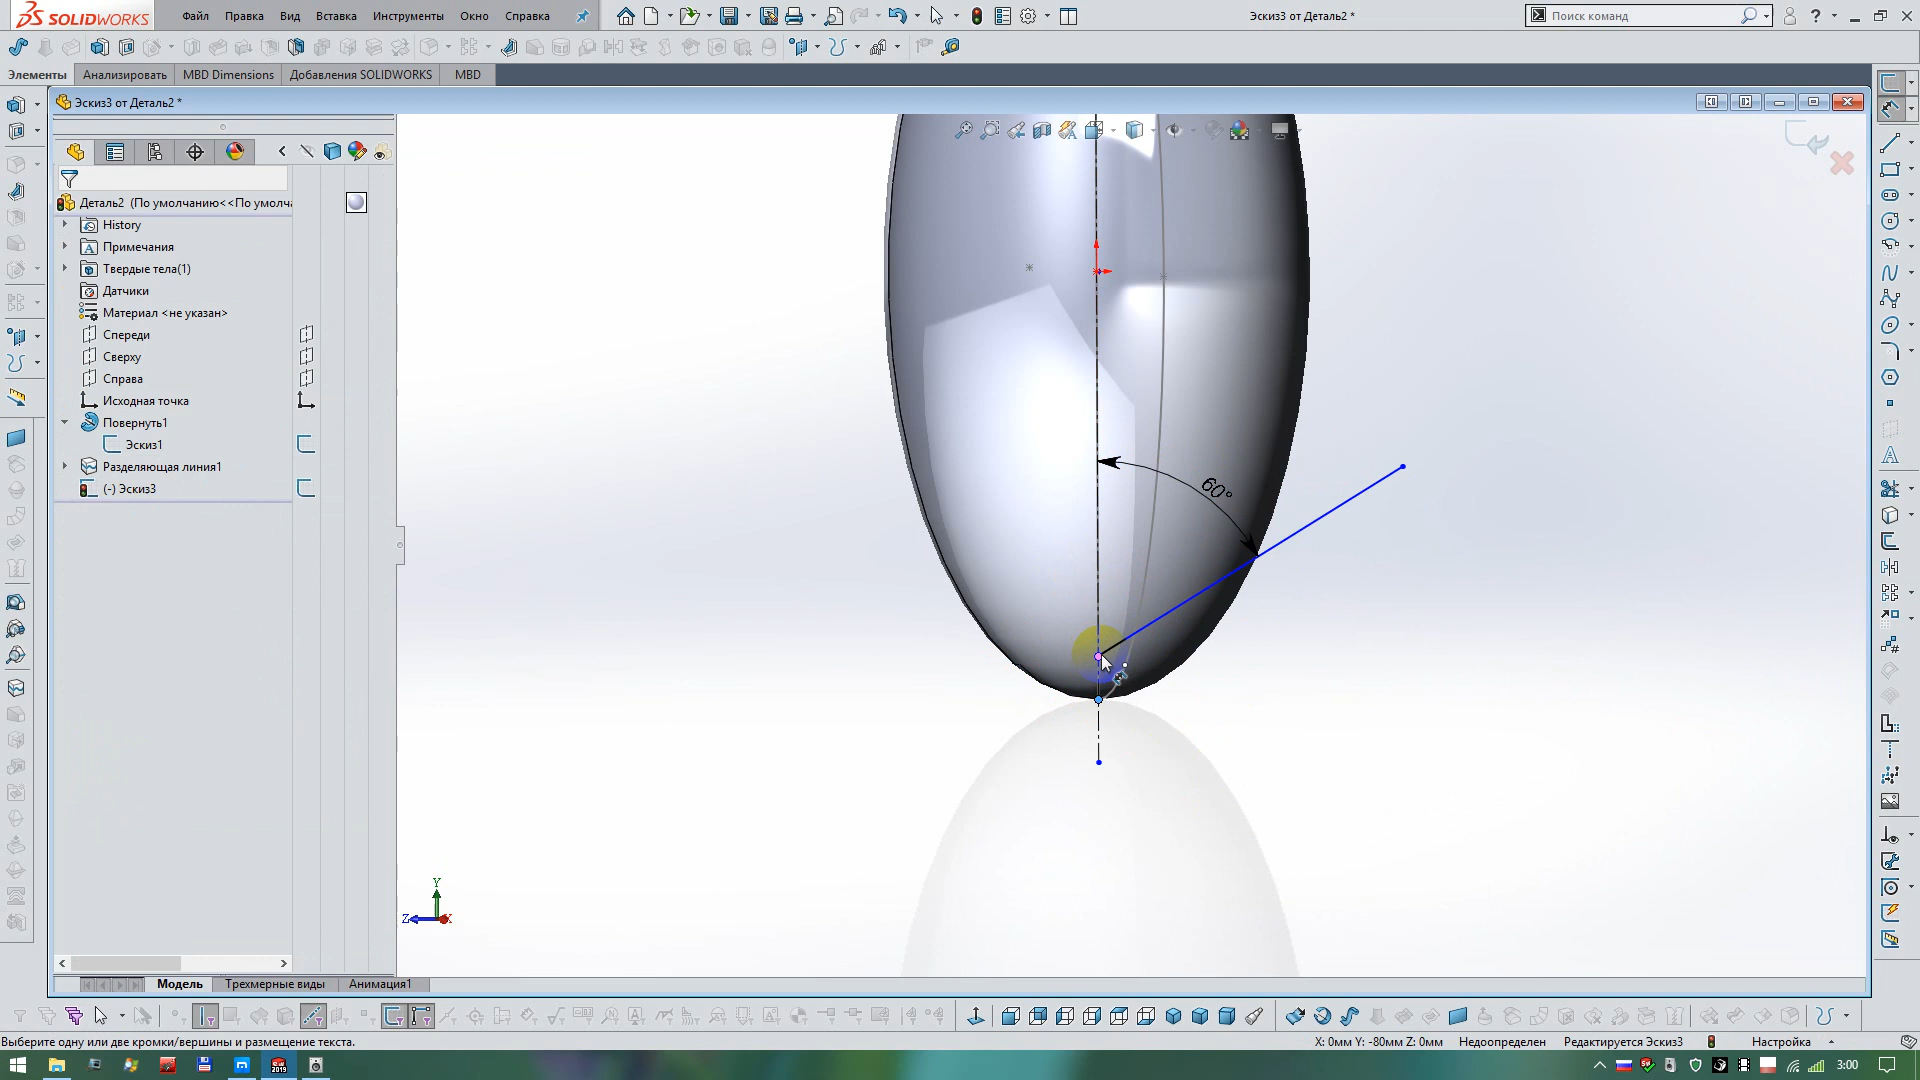 SOLIDWORKS
Файл Правка Вид Вставка Инструменты Окно Справка
Эскиз3 от Деталь2 *
Поиск команд
Элементы Анализировать MBD Dimensions Добавления SOLIDWORKS MBD
Эскиз3 от Деталь2 *
Деталь2 (По умолчанию<<По умолча
History
Примечания
Твердые тела(1)
Датчики
Материал <не указан>
Спереди
Сверху
Справа
Исходная точка
Повернуть1
Эскиз1
Разделяющая линия1
(-) Эскиз3
60°
Y
Z
X
Модель Трехмерные виды Анимация1
Выберите одну или две кромки/вершины и размещение текста.
X: 0мм Y: -80мм Z: 0мм Недоопределен Редактируется Эскиз3 Настройка
3:00